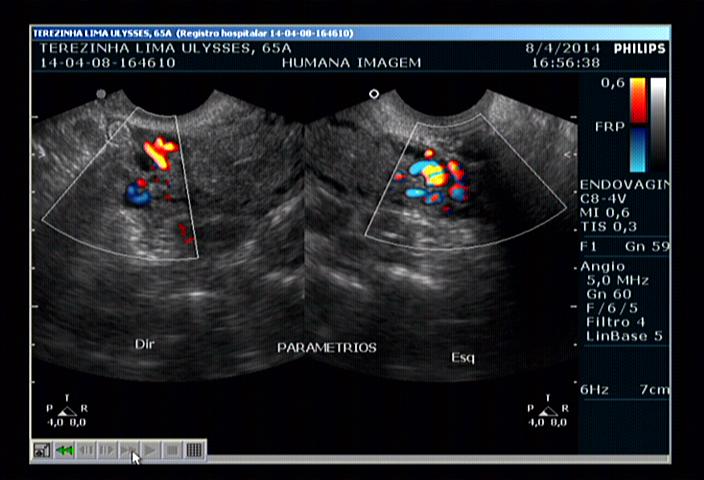 TEREZINHA LIMA ULYSSES, 65A (Registro hospitalar 14-04-08-164610)
TEREZINHA LIMA ULYSSES, 65A 8/4/2014 PHILIPS
14-04-08-164610 HUMANA IMAGEM 16:56:38
0,6
FRP
ENDOVAGIN
C8-4V
MI 0,6
TIS 0,3
F1 Gn 59
Angio
5,0 MHz
Gn 60
F/6/5
Filtro 4
LinBase 5
Dir PARAMETRIOS Esq
6Hz 7cm
T
P R
4,0 8,0
T
P R
4,0 8,0